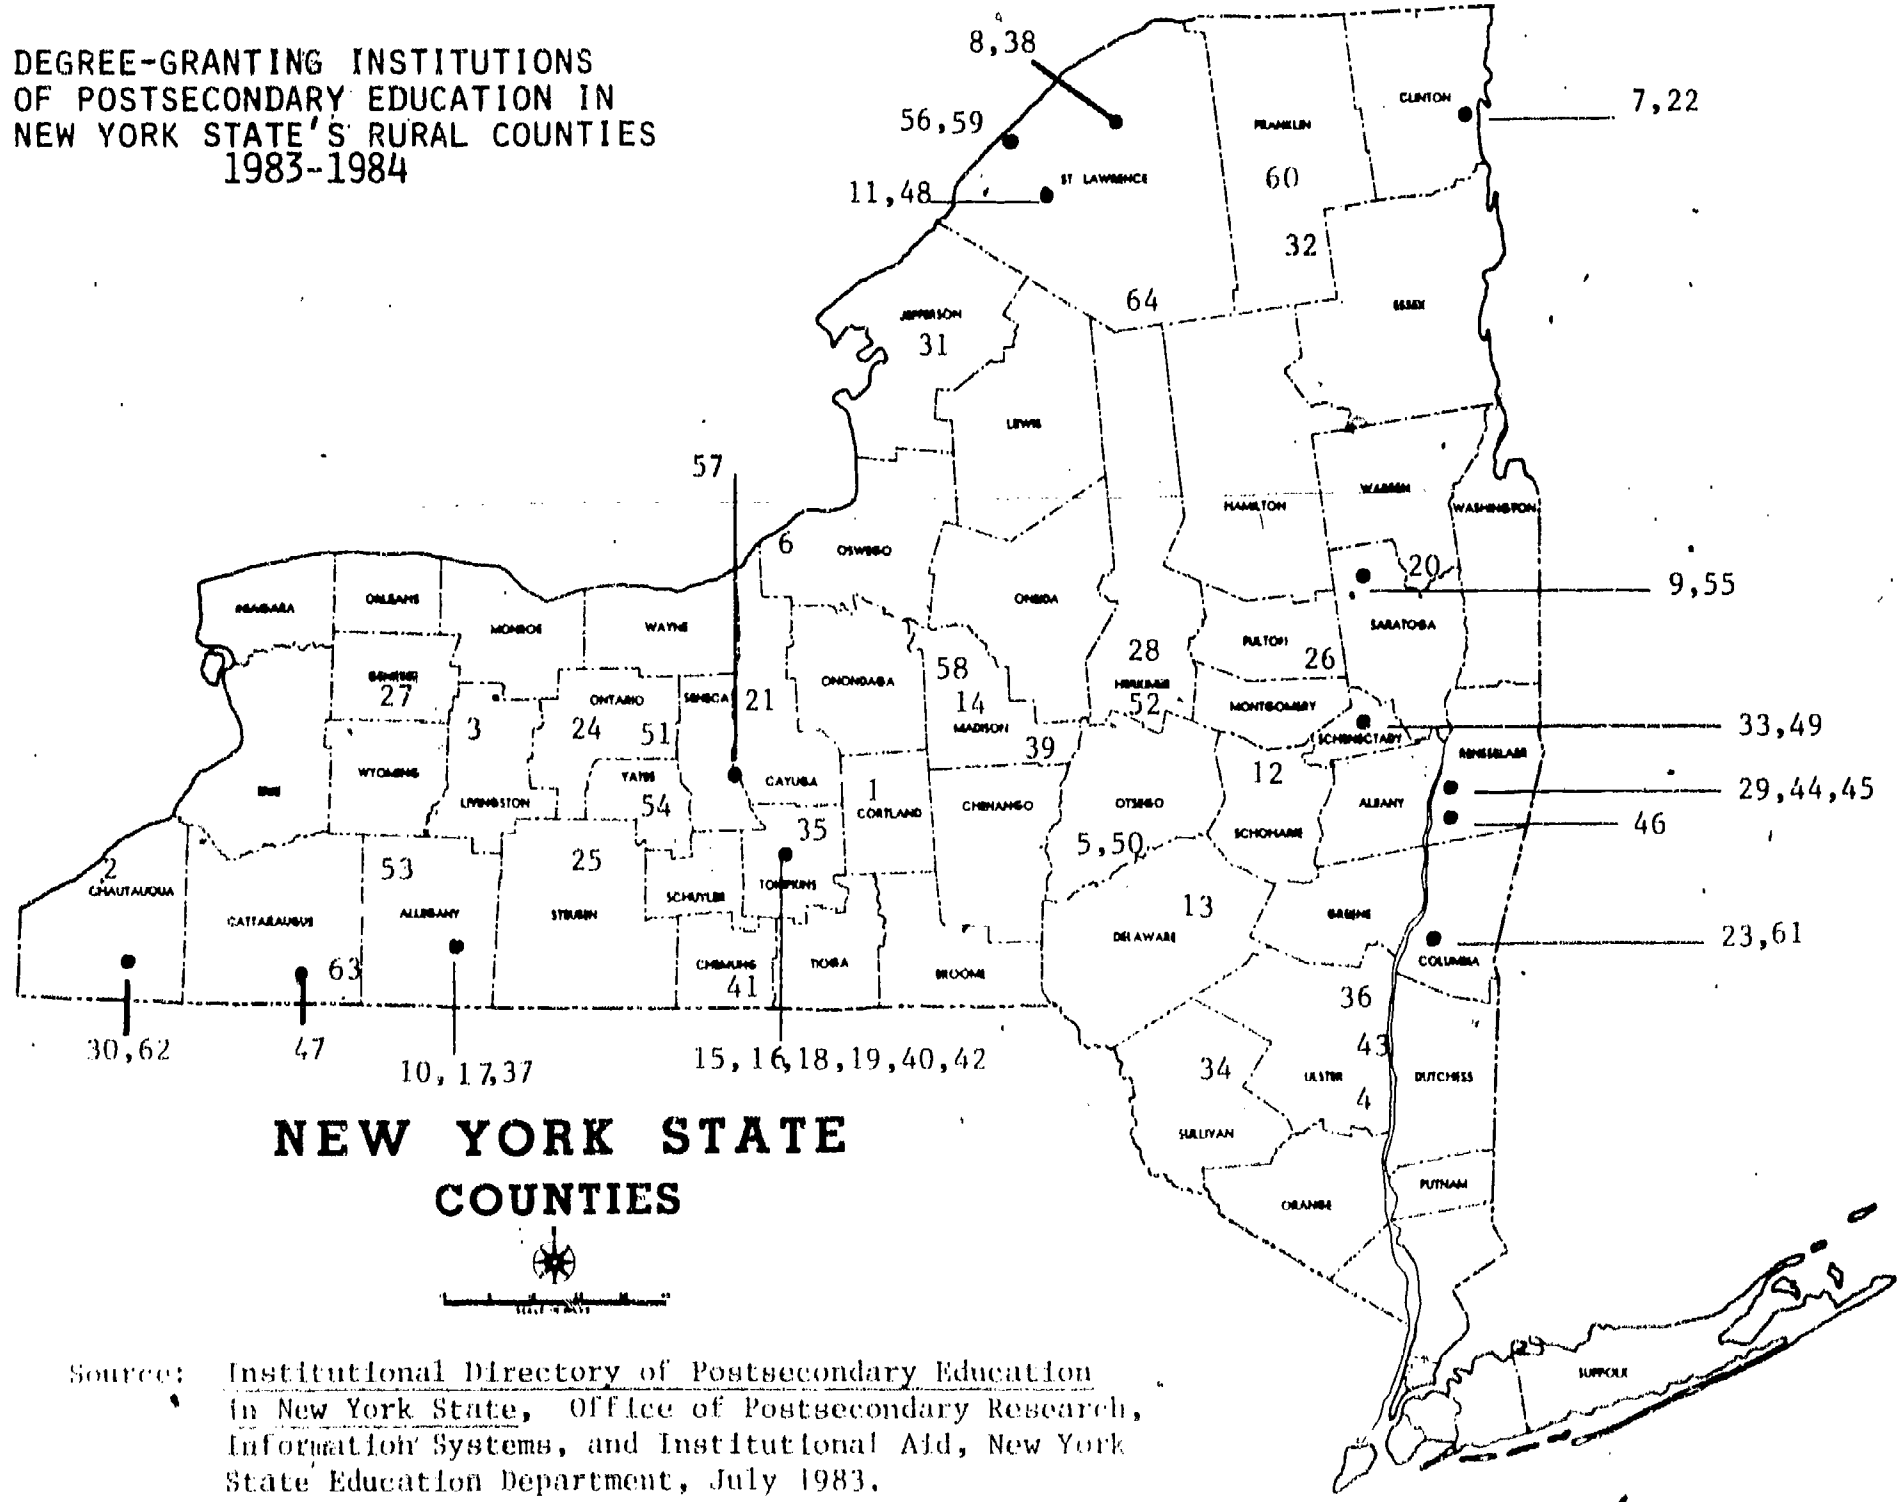 DEGREE-GRANTING INSTITUTIONS
OF POSTSECONDARY EDUCATION IN
NEW YORK STATE'S RURAL COUNTIES
1983-1984
8,38
56,59
11,48
ST LAWRENCE
FRANKLIN
60
32
CLINTON
7,22
64
JEFFERSON
31
ESSEX
LEWIS
57
HAMILTON
WARREN
WASHINGTON
6
OSWEGO
20
9,55
NIAGARA
ORLEANS
MONROE
WAYNE
ONEIDA
SARATOGA
FULTON
26
28
HERKIMER
52
GENESEE
27
3
ONTARIO
24
51
SENECA
21
ONONDAGA
58
14
MADISON
39
MONTGOMERY
SCHENECTADY
33,49
RENSSELAER
ERIE
WYOMING
LIVINGSTON
YATES
54
CAYUGA
1
CORTLAND
CHENANGO
OTSEGO
5,50
12
SCHOHARIE
ALBANY
29,44,45
46
2
CHAUTAUQUA
53
25
35
CATTARAUGUS
ALLEGANY
STEUBEN
SCHUYLER
TOMPKINS
13
DELAWARE
GREENE
23,61
COLUMBIA
63
CHEMUNG
41
TIOGA
BROOME
36
30,62
47
10,17,37
15,16,18,19,40,42
43
34
ULSTER
4
DUTCHESS
SULLIVAN
PUTNAM
ORANGE
NEW YORK STATE
COUNTIES
SUFFOLK
Source: Institutional Directory of Postsecondary Education
in New York State, Office of Postsecondary Research,
Information Systems, and Institutional Aid, New York
State Education Department, July 1983.